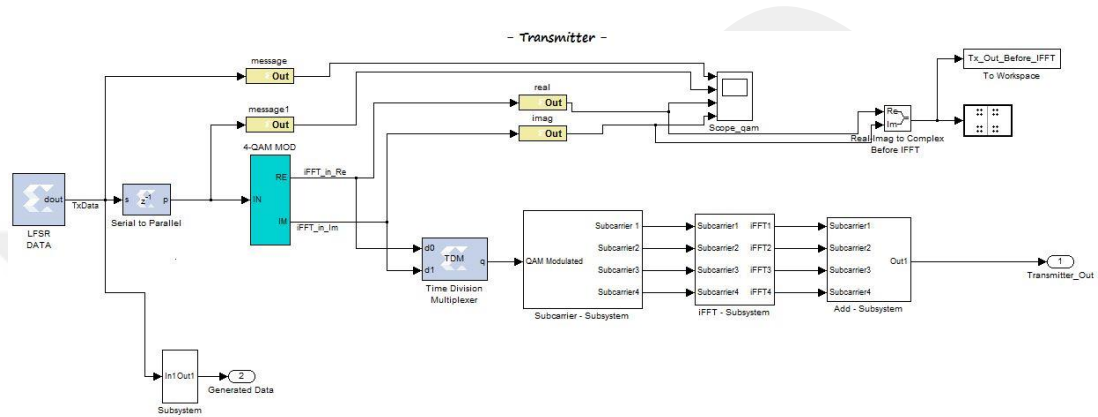 - Transmitter -
message
Out
Tx_Out_Before_IFFT
To Workspace
real
Out
message1
Out
imag
Out
Scope_qam
Re
Im
Real-Imag to Complex
Before IFFT
4-QAM MOD
RE
iFFT_in_Re
IN
IM
iFFT_in_Im
dout
TxData
LFSR
DATA
s
z-1
p
Serial to Parallel
d0
d1
TDM
q
Time Division
Multiplexer
QAM Modulated
Subcarrier 1
Subcarrier2
Subcarrier3
Subcarrier4
Subcarrier - Subsystem
Subcarrier1
Subcarrier2
Subcarrier3
Subcarrier4
iFFT1
iFFT2
iFFT3
iFFT4
iFFT - Subsystem
Subcarrier1
Subcarrier2
Subcarrier3
Subcarrier4
Out1
Add - Subsystem
1
Transmitter_Out
In1
Out1
Subsystem
2
Generated Data